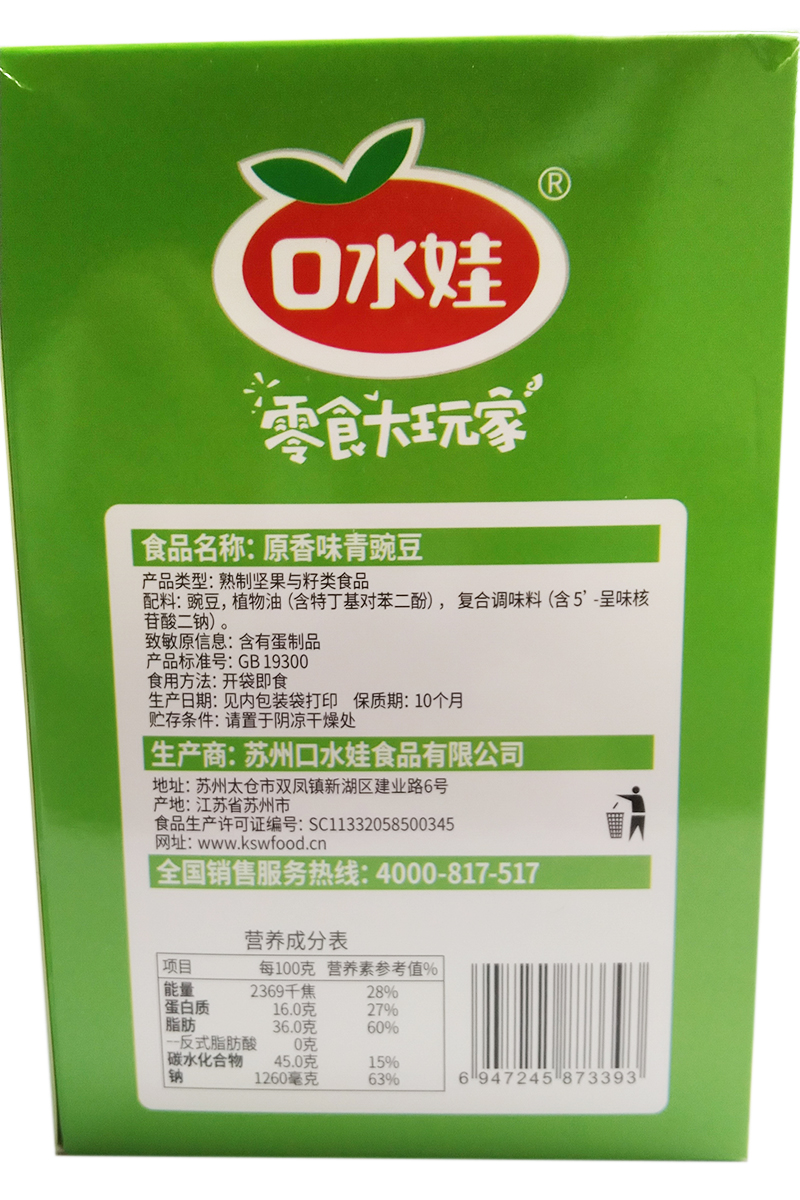 口水娃
®
零食大玩家
食品名称：原香味青豌豆
产品类型：熟制坚果与籽类食品
配料：豌豆，植物油（含特丁基对苯二酚），复合调味料（含5'-呈味核
苷酸二钠）。
致敏原信息：含有蛋制品
产品标准号：GB 19300
食用方法：开袋即食
生产日期：见内包装袋打印 保质期：10个月
贮存条件：请置于阴凉干燥处
生产商：苏州口水娃食品有限公司
地址：苏州太仓市双凤镇新湖区建业路6号
产地：江苏省苏州市
食品生产许可证编号：SC11332058500345
网址：www.kswfood.cn
全国销售服务热线：4000-817-517
营养成分表
项目 每100克 营养素参考值%
能量 2369千焦 28%
蛋白质 16.0克 27%
脂肪 36.0克 60%
--反式脂肪酸 0克
碳水化合物 45.0克 15%
钠 1260毫克 63%
6 947245 873393